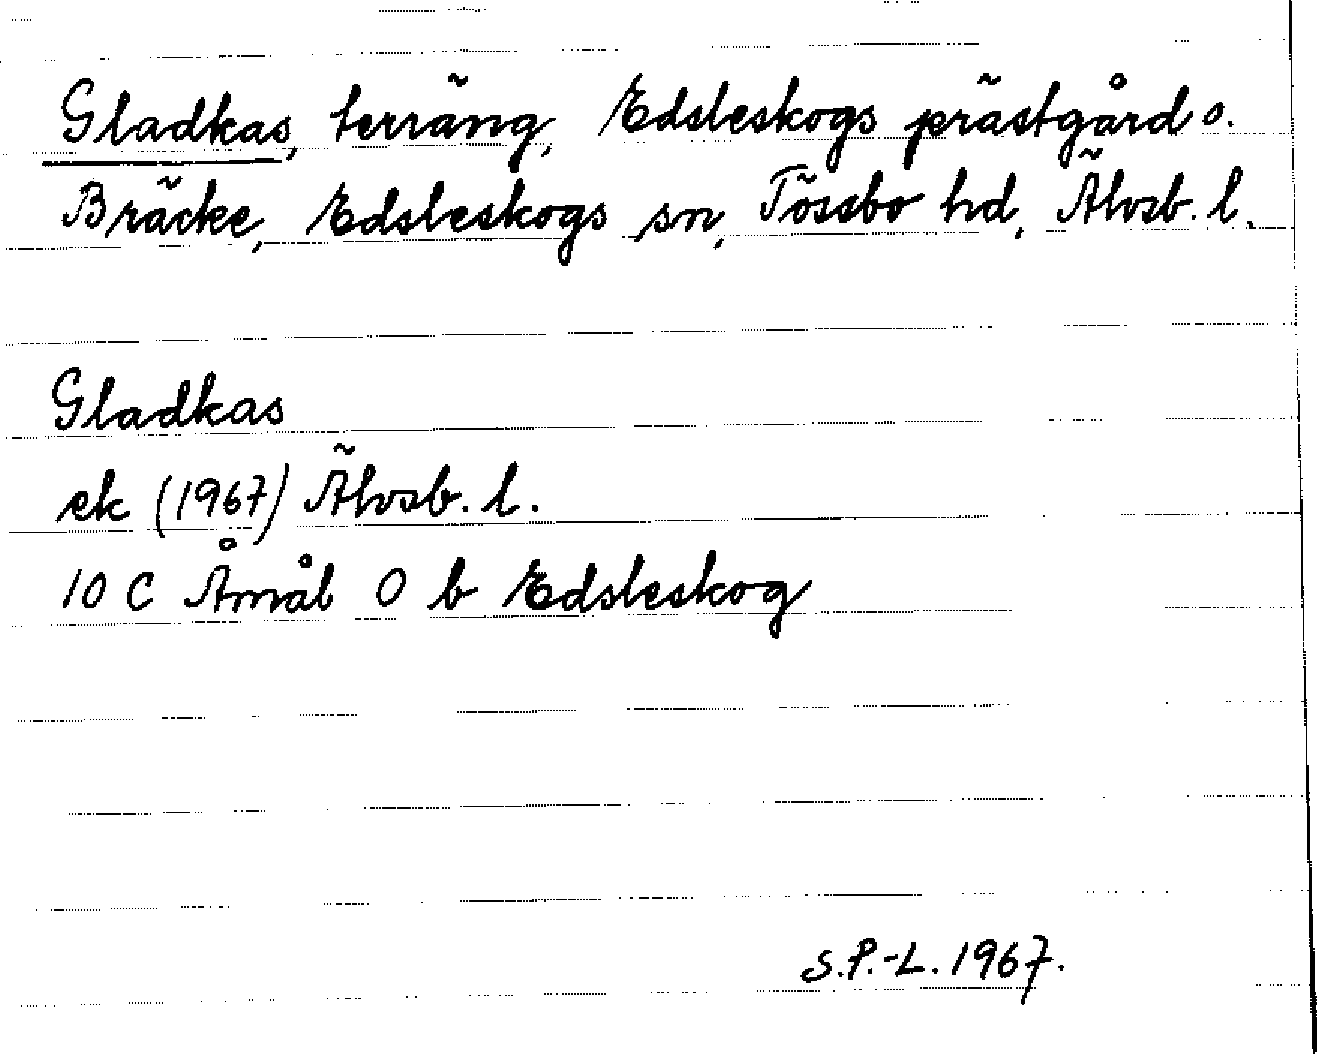 Gladkas, terräng, Edsleskogs prästgård o.
Bräcke, Edsleskogs sn, Tössbo hd, Älvsb. l.
Gladkas
ek (1967) Älvsb. l.
10 C Åmål 0 b Edsleskog
S.P.-L. 1967.